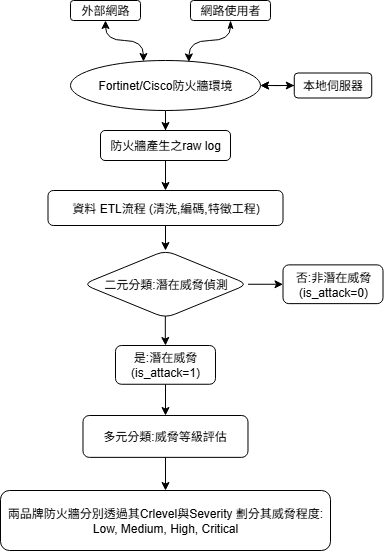 外部網路
網路使用者
Fortinet/Cisco防火牆環境
本地伺服器
防火牆產生之raw log
資料 ETL流程 (清洗,編碼,特徵工程)
二元分類:潛在威脅偵測
否:非潛在威脅
(is_attack=0)
是:潛在威脅
(is_attack=1)
多元分類:威脅等級評估
兩品牌防火牆分別透過其Crlevel與Severity 劃分其威脅程度:
Low, Medium, High, Critical